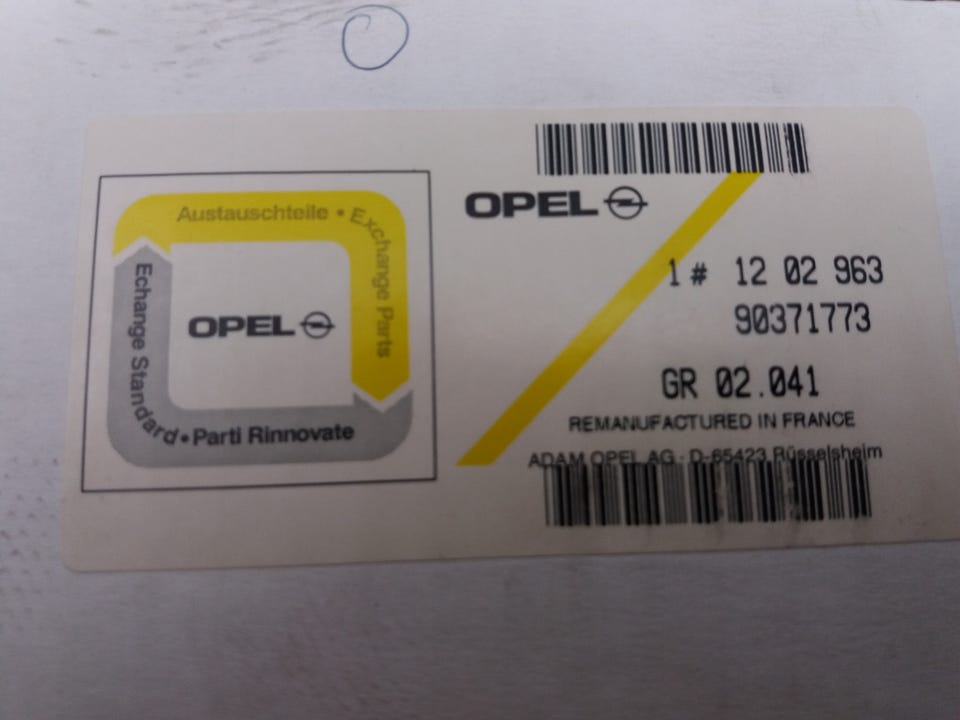 Austauschteile • Exchange Parts
Echange Standard • Parti Rinnovate
OPEL
OPEL
1 # 12 02 963
90371773
GR 02.041
REMANUFACTURED IN FRANCE
ADAM OPEL AG - D-65423 Rüsselsheim